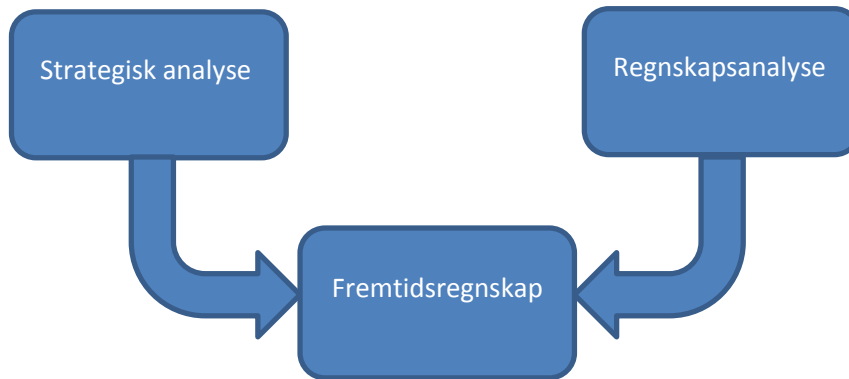 Strategisk analyse
Regnskapsanalyse
Fremtidsregnskap